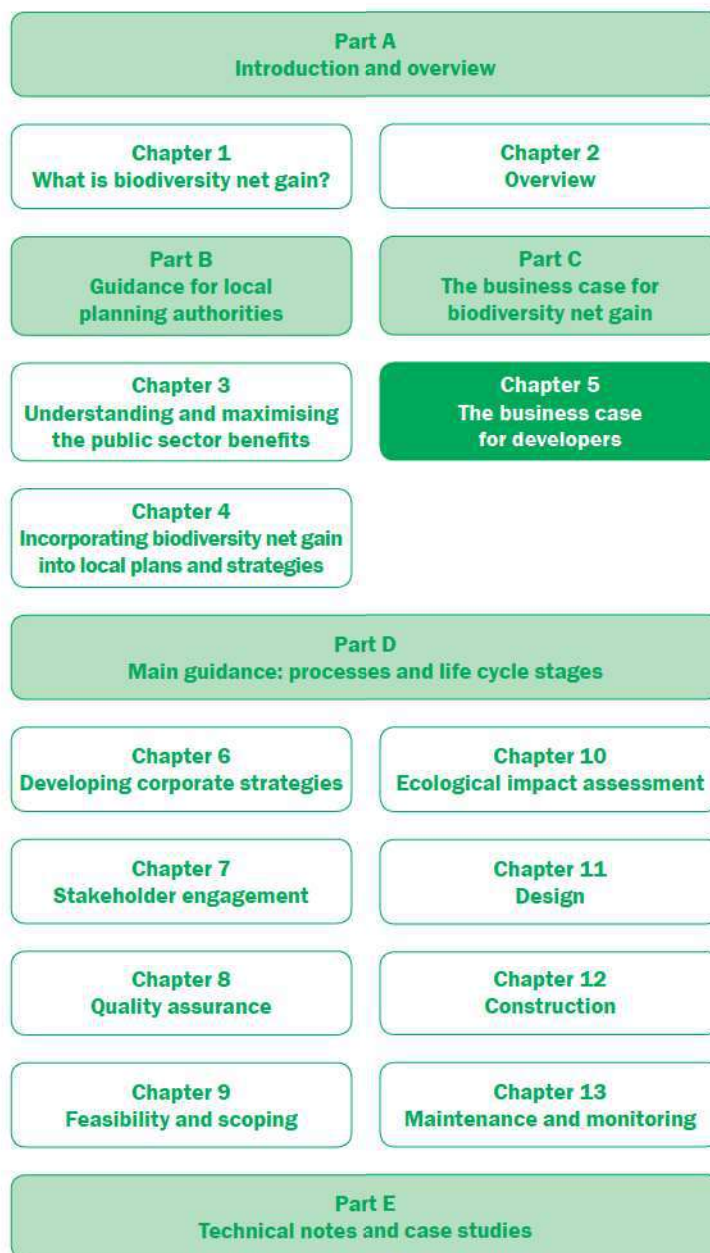 Part A
Introduction and overview
Chapter 1
What is biodiversity net gain?
Chapter 2
Overview
Part B
Guidance for local
planning authorities
Part C
The business case for
biodiversity net gain
Chapter 3
Understanding and maximising
the public sector benefits
Chapter 5
The business case
for developers
Chapter 4
Incorporating biodiversity net gain
into local plans and strategies
Part D
Main guidance: processes and life cycle stages
Chapter 6
Developing corporate strategies
Chapter 10
Ecological impact assessment
Chapter 7
Stakeholder engagement
Chapter 11
Design
Chapter 8
Quality assurance
Chapter 12
Construction
Chapter 9
Feasibility and scoping
Chapter 13
Maintenance and monitoring
Part E
Technical notes and case studies